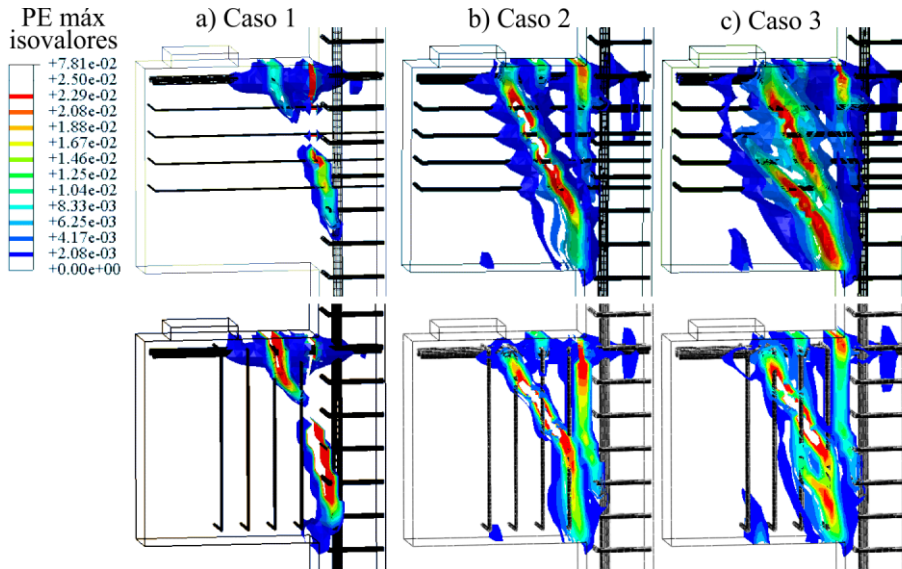 PE máx
isovalores
a) Caso 1
b) Caso 2
c) Caso 3
+7.81e-02
+2.50e-02
+2.29e-02
+2.08e-02
+1.88e-02
+1.67e-02
+1.46e-02
+1.25e-02
+1.04e-02
+8.33e-03
+6.25e-03
+4.17e-03
+2.08e-03
+0.00e+00